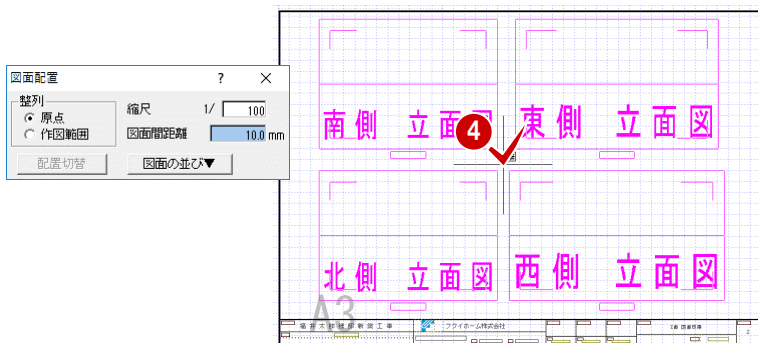 図面配置 ? ×
整列
原点
作図範囲
縮尺 1/ 100
図面間距離 10.0 mm
配置切替
図面の並び▼
南側 立面図
東側 立面図
4
北側 立面図
西側 立面図
A3
フクイホーム株式会社
2